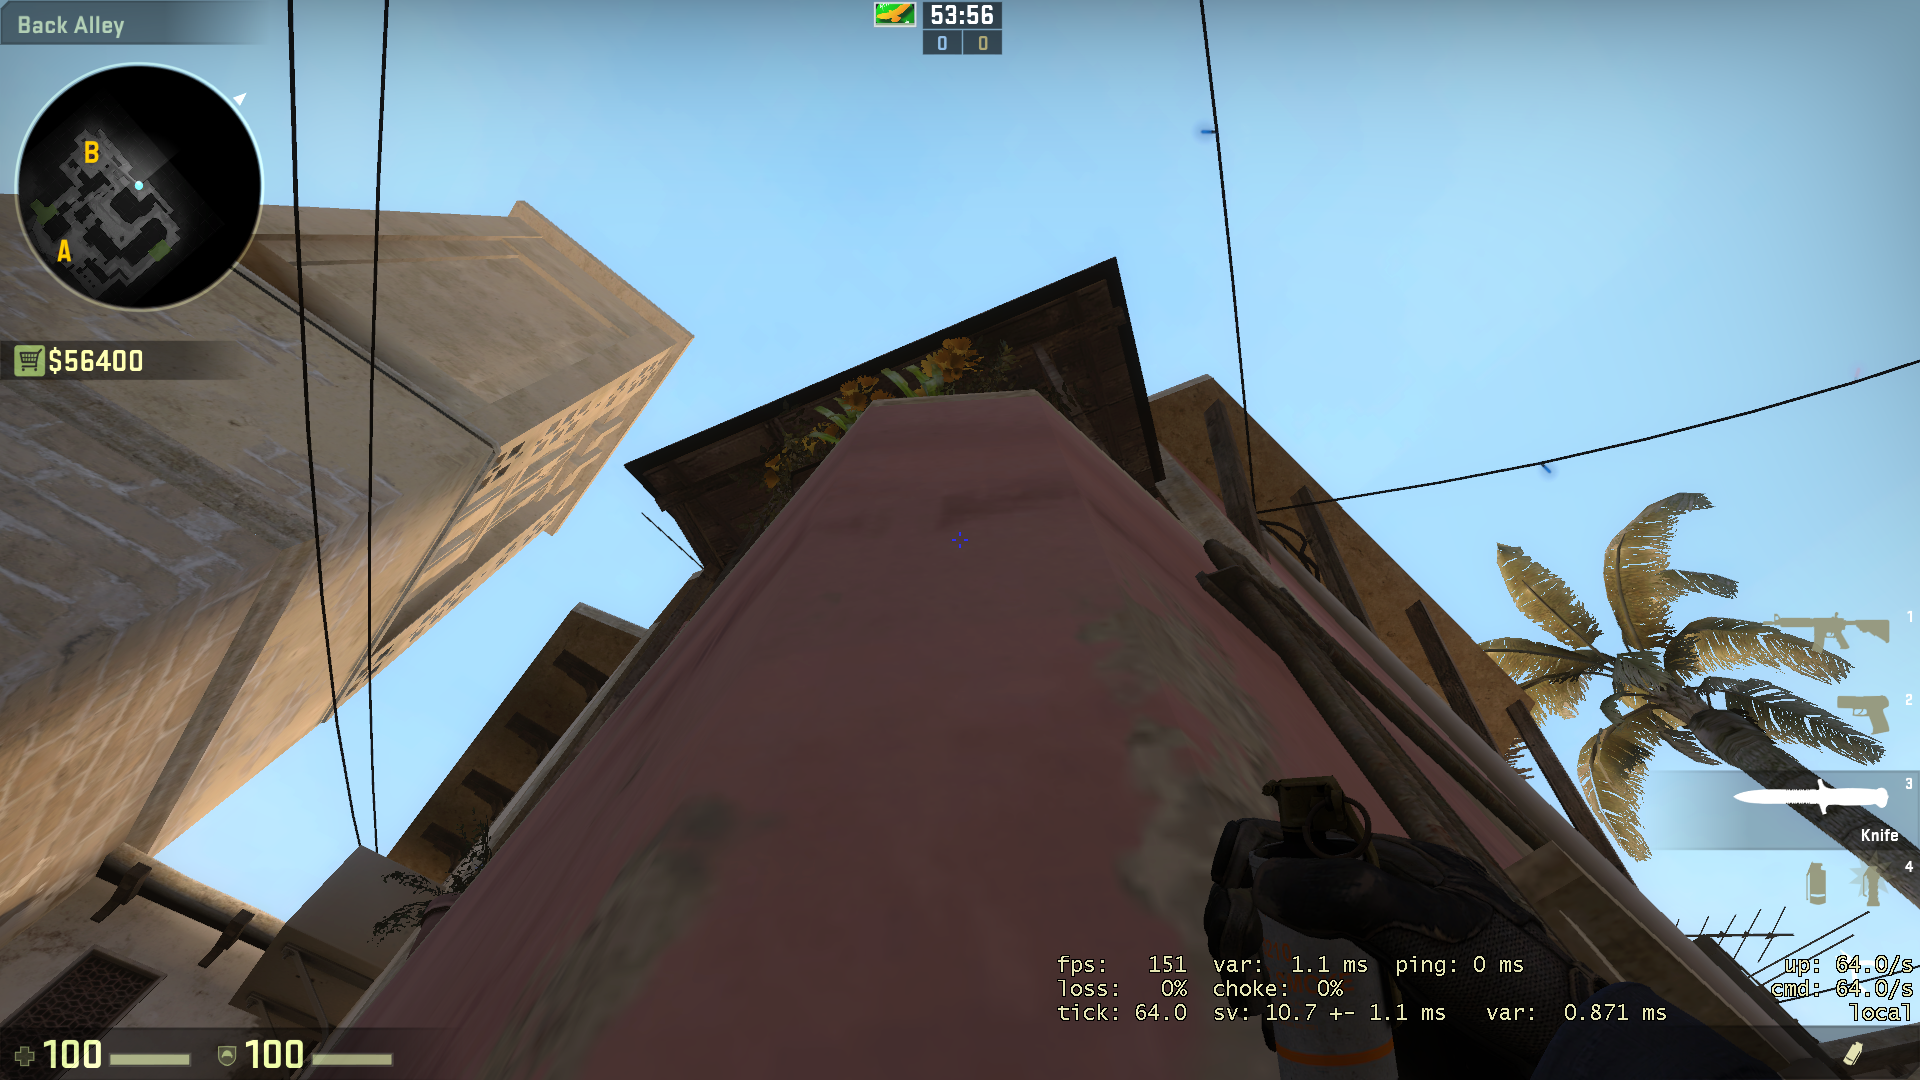 Back Alley
53:56
0 0
B
A
$56400
1
2
3
Knife
4
fps: 151 var: 1.1 ms ping: 0 ms
loss: 0% choke: 0%
tick: 64.0 sv: 10.7 +- 1.1 ms var: 0.871 ms
up: 64.0/s
cmd: 64.0/s
local
100 100